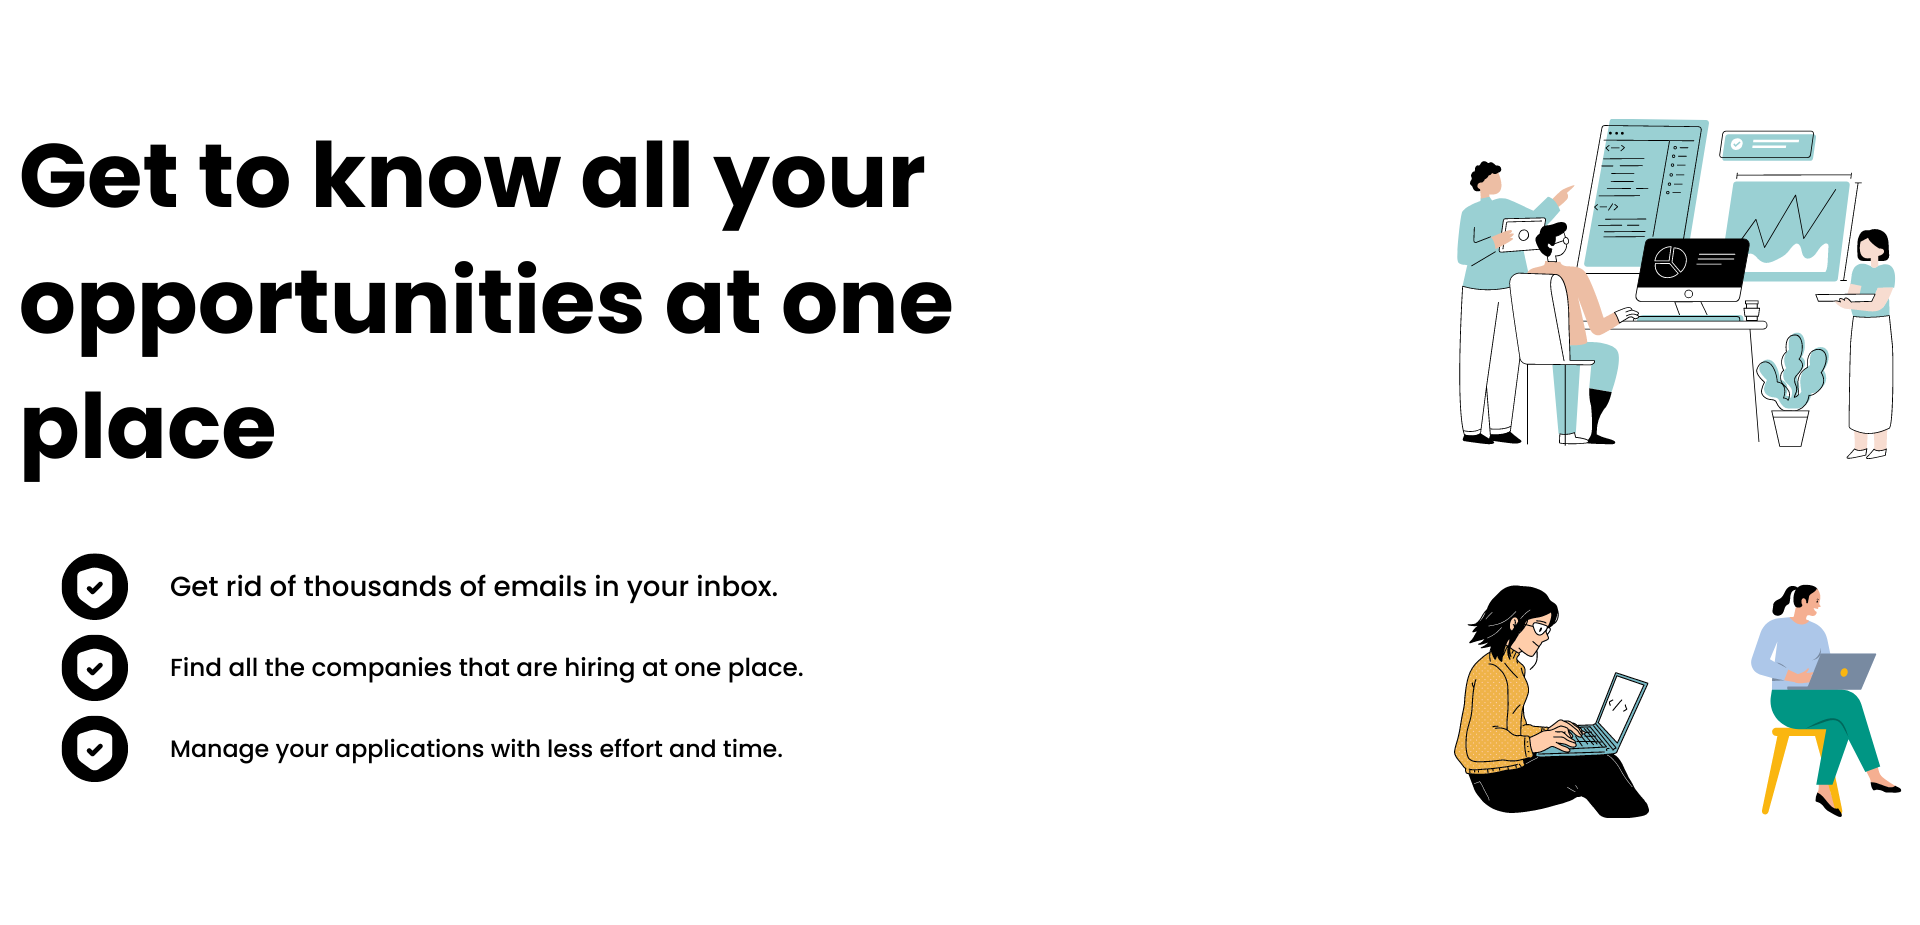 Get to know all your
opportunities at one
place
Get rid of thousands of emails in your inbox.
Find all the companies that are hiring at one place.
Manage your applications with less effort and time.